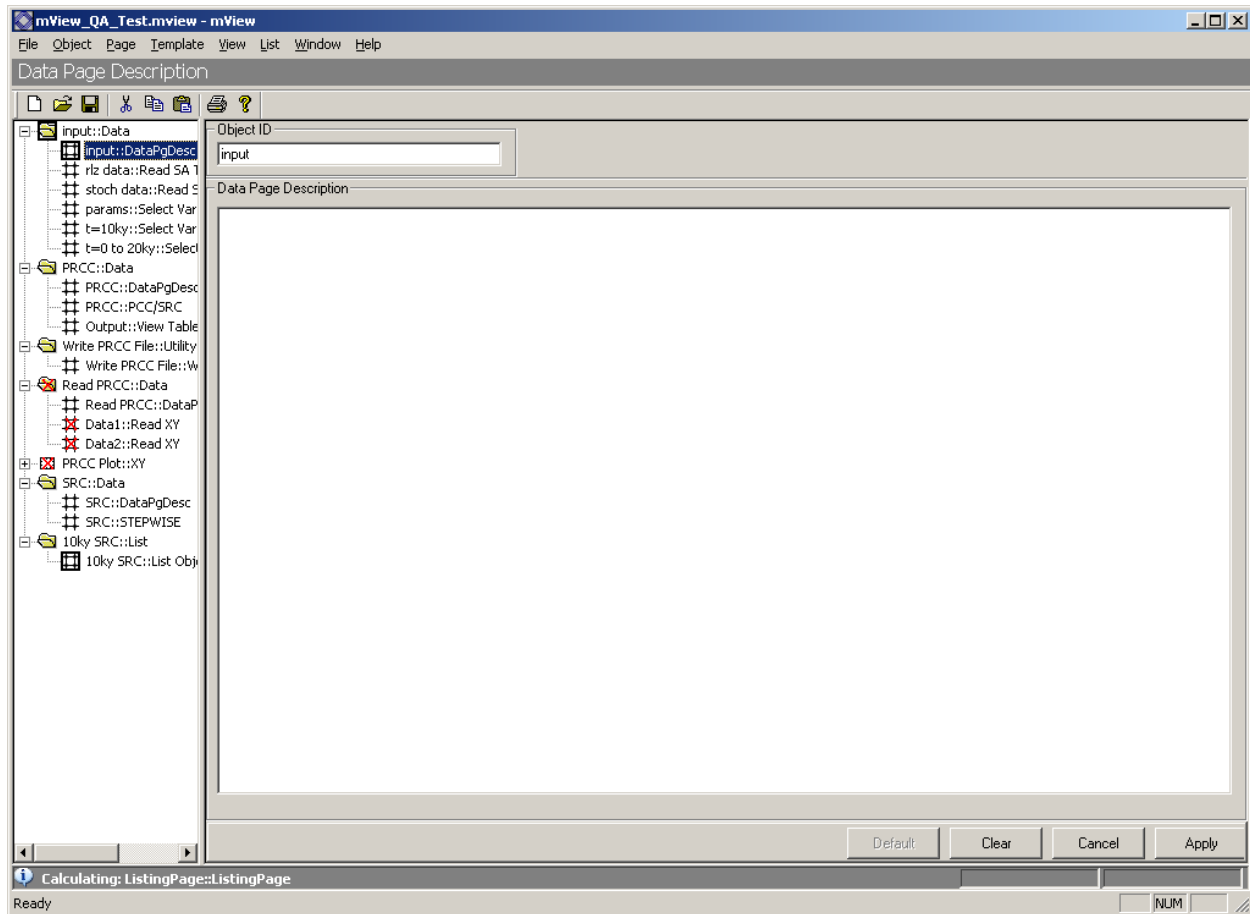 mView_QA_Test.mview - mView
File Object Page Template View List Window Help
Data Page Description
input::Data
input::DataPgDesc
rlz data::Read SA T
stoch data::Read S
params::Select Var
t=10ky::Select Var
t=0 to 20ky::Select
PRCC::Data
PRCC::DataPgDesc
PRCC::PCC/SRC
Output::View Table
Write PRCC File::Utility
Write PRCC File::W
Read PRCC::Data
Read PRCC::DataP
Data1::Read XY
Data2::Read XY
PRCC Plot::XY
SRC::Data
SRC::DataPgDesc
SRC::STEPWISE
10ky SRC::List
10ky SRC::List Obj
Object ID
input
Data Page Description
Default Clear Cancel Apply
Calculating: ListingPage::ListingPage
Ready NUM